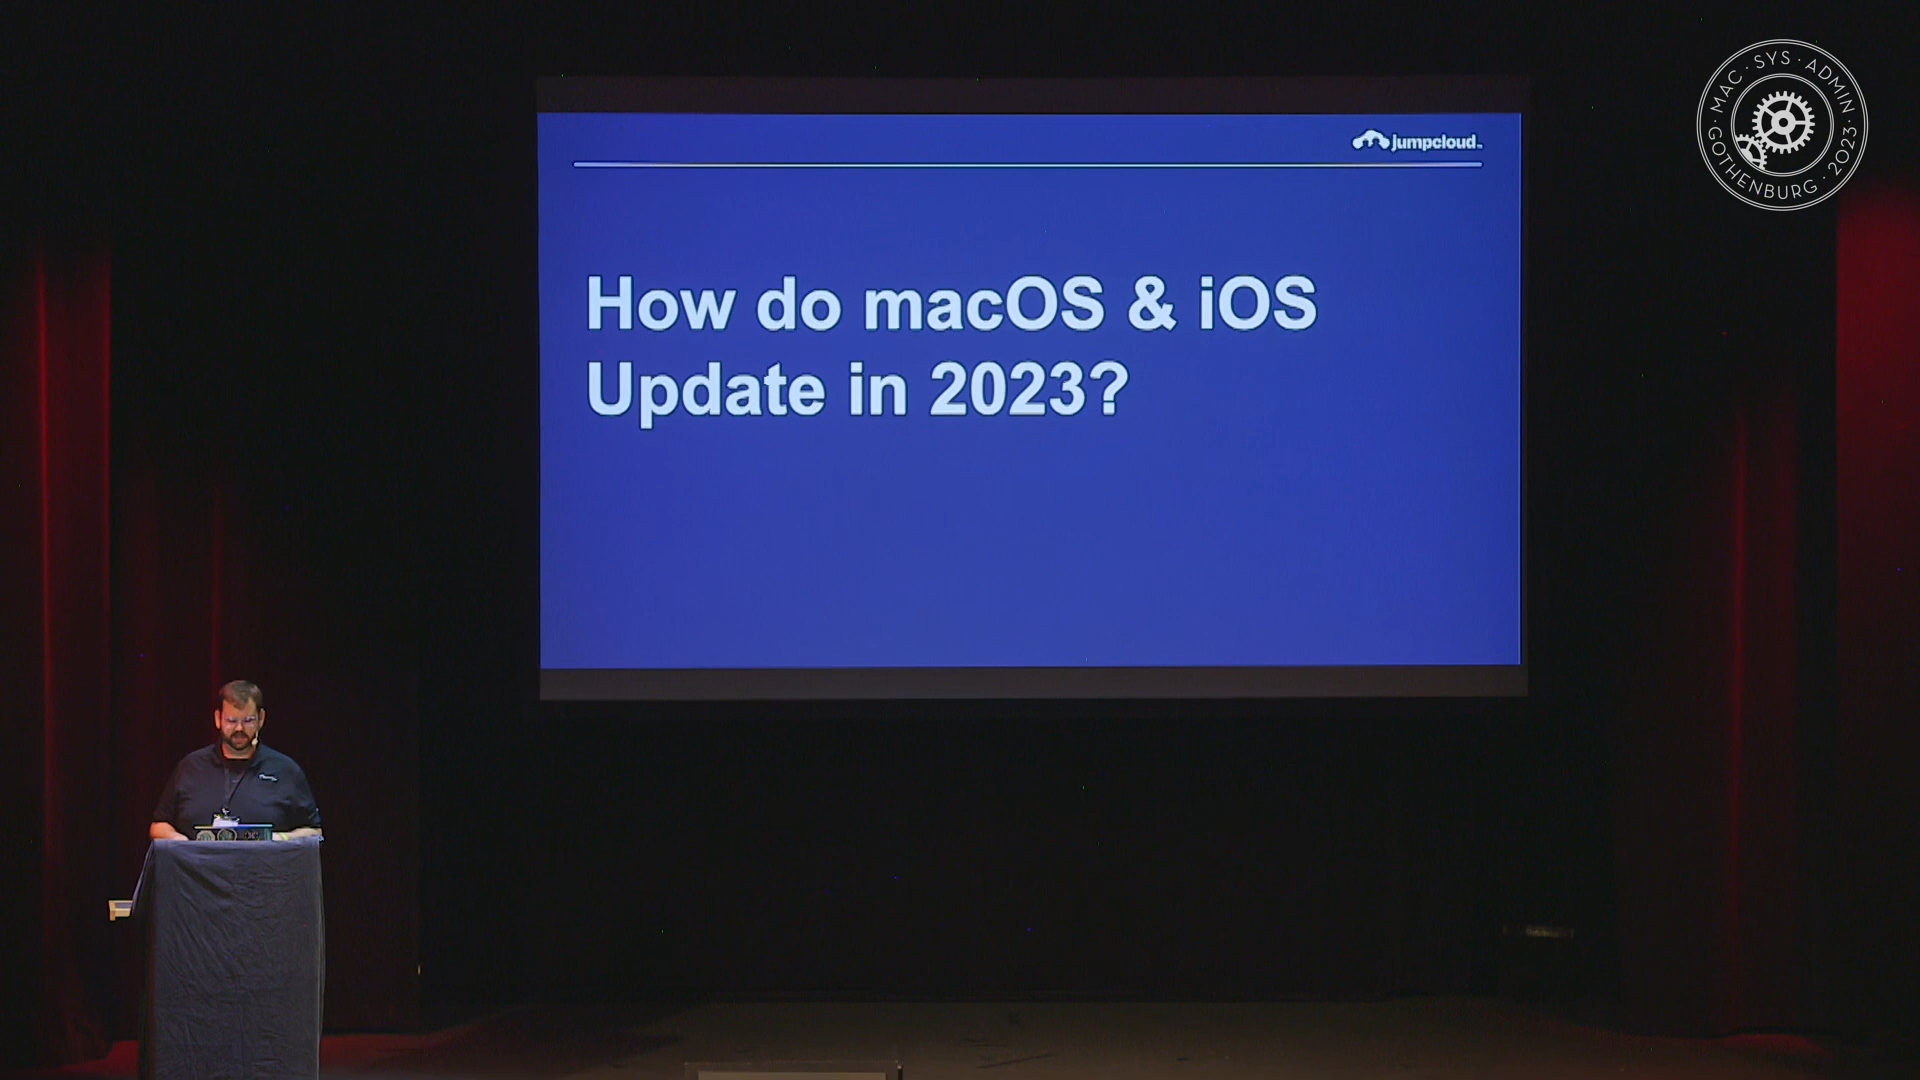 jumpcloud
How do macOS & iOS
Update in 2023?
MAC · SYS · ADMIN
· GOTHENBURG · 2023 ·